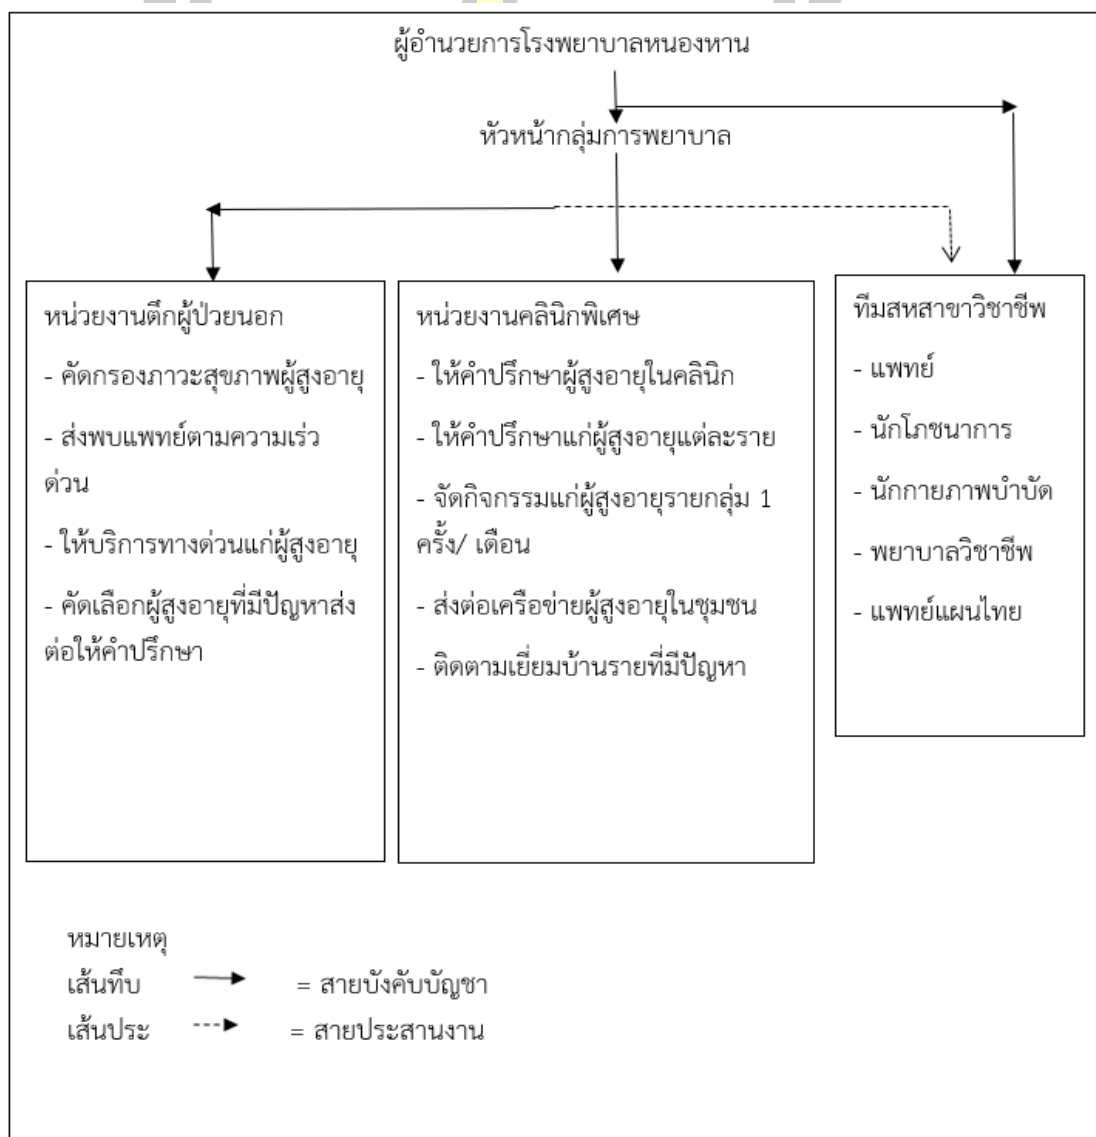 ผู้อำนวยการโรงพยาบาลหนองหาน
หัวหน้ากลุ่มการพยาบาล
หน่วยงานตึกผู้ป่วยนอก
- คัดกรองภาวะสุขภาพผู้สูงอายุ
- ส่งพบแพทย์ตามความเร่ว
ด่วน
- ให้บริการทางด่วนแก่ผู้สูงอายุ
- คัดเลือกผู้สูงอายุที่มีปัญหาส่ง
ต่อให้คำปรึกษา
หน่วยงานคลินิกพิเศษ
- ให้คำปรึกษาผู้สูงอายุในคลินิก
- ให้คำปรึกษาแก่ผู้สูงอายุแต่ละราย
- จัดกิจกรรมแก่ผู้สูงอายุรายกลุ่ม 1
ครั้ง/ เดือน
- ส่งต่อเครือข่ายผู้สูงอายุในชุมชน
- ติดตามเยี่ยมบ้านรายที่มีปัญหา
ทีมสหสาขาวิชาชีพ
- แพทย์
- นักโภชนาการ
- นักกายภาพบำบัด
- พยาบาลวิชาชีพ
- แพทย์แผนไทย
หมายเหตุ
เส้นทึบ = สายบังคับบัญชา
เส้นประ = สายประสานงาน